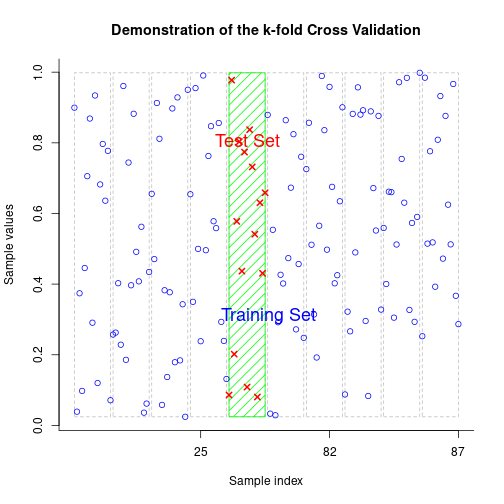 Demonstration of the k-fold Cross Validation
Sample values
1.0
0.8
0.6
0.4
0.2
0.0
Test Set
Training Set
25
82
87
Sample index